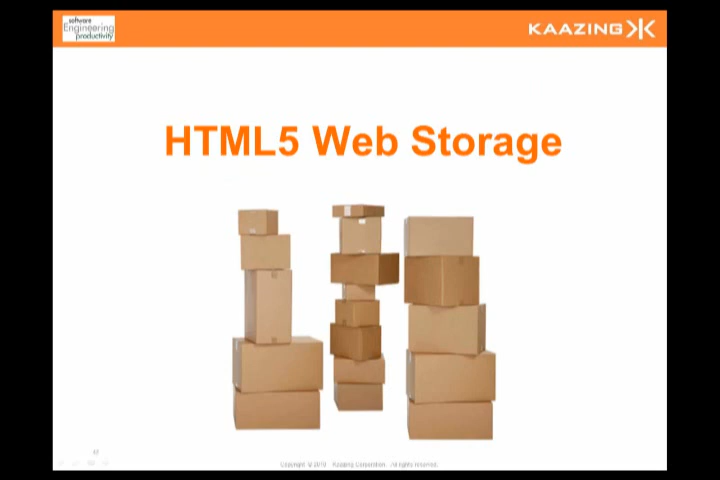 software
Engineering
productivity
KAAZING
HTML5 Web Storage
Copyright © 2010 Kaazing Corporation. All rights reserved.